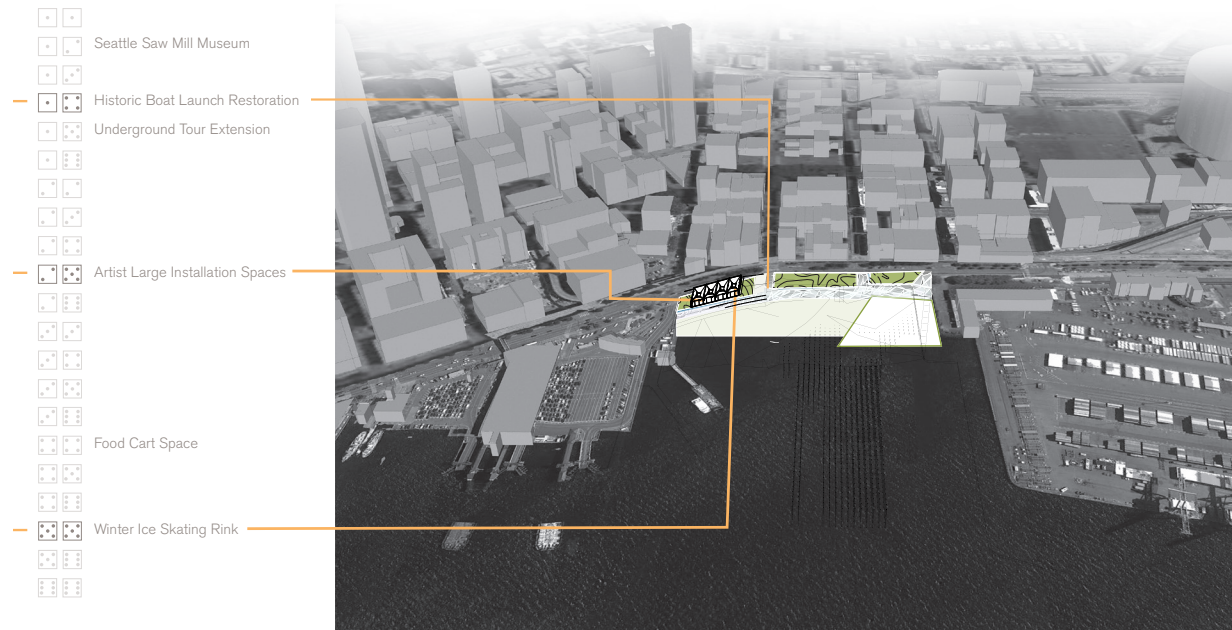 Seattle Saw Mill Museum
Historic Boat Launch Restoration
Underground Tour Extension
Artist Large Installation Spaces
Food Cart Space
Winter Ice Skating Rink